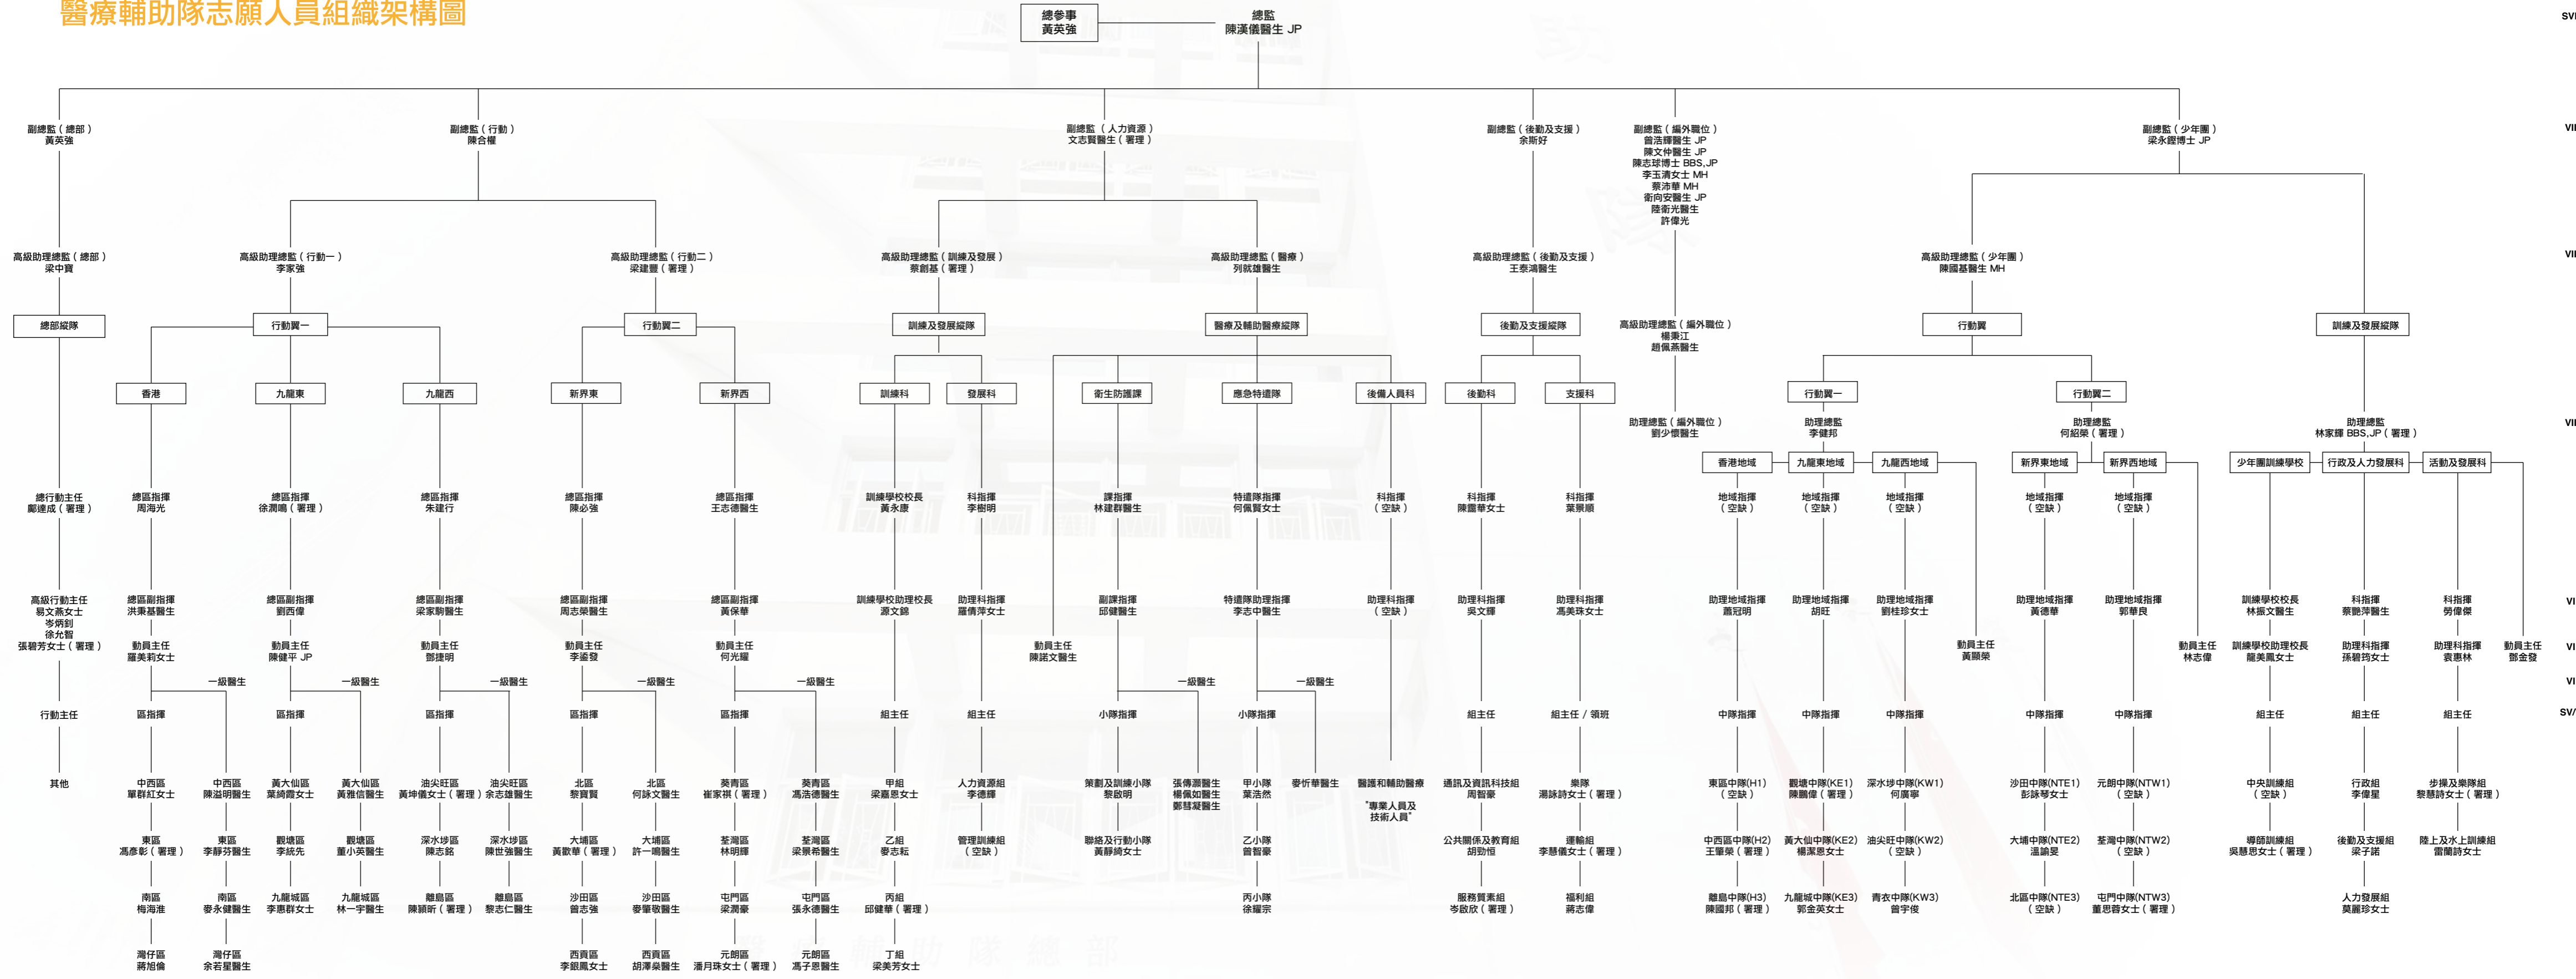 醫療輔助隊志願人員組織架構圖
總參事
黃英強
總監
陳漢儀醫生 JP
副總監（總部）
黃英強
副總監（行動）
陳合權
副總監（人力資源）
文志賢醫生（署理）
副總監（後勤及支援）
余斯好
副總監（編外職位）
曾浩輝醫生 JP
陳文仲醫生 JP
陳志球博士 BBS,JP
李玉清女士 MH
蔡沛華 MH
衛向安醫生 JP
陸衛光醫生
許偉光
副總監（少年團）
梁永鏗博士 JP
VII
高級助理總監（總部）
梁中寶
高級助理總監（行動一）
李家強
高級助理總監（行動二）
梁建豐（署理）
高級助理總監（訓練及發展）
蔡創基（署理）
高級助理總監（醫療）
列就雄醫生
高級助理總監（後勤及支援）
王泰鴻醫生
高級助理總監（少年團）
陳國基醫生 MH
VII
總部縱隊
行動翼一
行動翼二
訓練及發展縱隊
醫療及輔助醫療縱隊
後勤及支援縱隊
高級助理總監（編外職位）
楊秉江
趙佩燕醫生
行動翼
訓練及發展縱隊
香港
九龍東
九龍西
新界東
新界西
訓練科
發展科
衛生防護課
應急特遣隊
後備人員科
後勤科
支援科
行動翼一
行動翼二
助理總監（編外職位）
劉少懷醫生
助理總監
李健邦
助理總監
何紹榮（署理）
助理總監
林家輝 BBS,JP（署理）
VII
香港地域
九龍東地域
九龍西地域
新界東地域
新界西地域
少年團訓練學校
行政及人力發展科
活動及發展科
總行動主任
鄺達成（署理）
總區指揮
周海光
總區指揮
徐潤鳴（署理）
總區指揮
朱建行
總區指揮
陳必強
總區指揮
王志德醫生
訓練學校校長
黃永康
科指揮
李樹明
課指揮
林建群醫生
特遣隊指揮
何佩賢女士
科指揮
（空缺）
科指揮
陳靈華女士
科指揮
葉景順
地域指揮
（空缺）
地域指揮
（空缺）
地域指揮
（空缺）
地域指揮
（空缺）
地域指揮
（空缺）
高級行動主任
易文燕女士
岑炳釗
徐允智
張碧芳女士（署理）
總區副指揮
洪秉基醫生
總區副指揮
劉西偉
總區副指揮
梁家駒醫生
總區副指揮
周志榮醫生
總區副指揮
黃保華
訓練學校助理校長
源文錦
助理科指揮
羅倩萍女士
副課指揮
邱健醫生
特遣隊助理指揮
李志中醫生
助理科指揮
（空缺）
助理科指揮
吳文輝
助理科指揮
馮美珠女士
助理地域指揮
蕭冠明
助理地域指揮
胡旺
助理地域指揮
劉桂珍女士
助理地域指揮
黃德華
助理地域指揮
郭華良
訓練學校校長
林振文醫生
科指揮
蔡艷萍醫生
科指揮
勞偉傑
VI
動員主任
羅美莉女士
動員主任
陳健平 JP
動員主任
鄧捷明
動員主任
李鎏發
動員主任
何光耀
動員主任
陳諾文醫生
動員主任
黃顯榮
動員主任
林志偉
訓練學校助理校長
龍美鳳女士
助理科指揮
孫碧筠女士
助理科指揮
袁惠林
動員主任
鄧金發
VI
一級醫生
一級醫生
一級醫生
一級醫生
一級醫生
一級醫生
一級醫生
VI
行動主任
區指揮
區指揮
區指揮
區指揮
區指揮
組主任
組主任
小隊指揮
小隊指揮
組主任
組主任 / 領班
中隊指揮
中隊指揮
中隊指揮
中隊指揮
中隊指揮
組主任
組主任
組主任
其他
中西區
單群紅女士
中西區
陳溢明醫生
黃大仙區
葉綺霞女士
黃大仙區
黃雅信醫生
油尖旺區
黃坤儀女士（署理）
油尖旺區
余志雄醫生
北區
黎寶賢
北區
何詠文醫生
葵青區
崔家祺（署理）
葵青區
馮浩德醫生
甲組
梁嘉恩女士
人力資源組
李德輝
策劃及訓練小隊
黎啟明
張傳灝醫生
楊佩如醫生
鄭彗凝醫生
甲小隊
葉浩然
麥忻華醫生
醫護和輔助醫療
"專業人員及
技術人員"
通訊及資訊科技組
周智豪
樂隊
湯詠詩女士（署理）
東區中隊(H1)
（空缺）
觀塘中隊(KE1)
陳鵬偉（署理）
深水埗中隊(KW1)
何廣寧
沙田中隊(NTE1)
彭詠琴女士
元朗中隊(NTW1)
（空缺）
中央訓練組
（空缺）
行政組
李偉星
步操及樂隊組
黎慧詩女士（署理）
東區
馮彥彰（署理）
東區
李靜芬醫生
觀塘區
李統先
觀塘區
董小英醫生
深水埗區
陳志銘
深水埗區
陳世強醫生
大埔區
黃歡華（署理）
大埔區
許一鳴醫生
荃灣區
林明輝
荃灣區
梁景希醫生
乙組
麥志耘
管理訓練組
（空缺）
聯絡及行動小隊
黃靜綺女士
乙小隊
曾智豪
公共關係及教育組
胡勁恒
運輸組
李慧儀女士（署理）
中西區中隊(H2)
王肇榮（署理）
黃大仙中隊(KE2)
楊潔恩女士
油尖旺中隊(KW2)
（空缺）
大埔中隊(NTE2)
溫諭旻
荃灣中隊(NTW2)
（空缺）
導師訓練組
吳慧思女士（署理）
後勤及支援組
梁子諾
陸上及水上訓練組
雷蘭詩女士
南區
梅海淮
南區
麥永健醫生
九龍城區
李惠群女士
九龍城區
林一宇醫生
離島區
陳穎昕（署理）
離島區
黎志仁醫生
沙田區
曾志強
沙田區
麥肇敬醫生
屯門區
梁潤豪
屯門區
張永德醫生
丙組
邱健華（署理）
丙小隊
徐耀宗
服務質素組
岑啟欣（署理）
福利組
蔣志偉
離島中隊(H3)
陳國邦（署理）
九龍城中隊(KE3)
郭金英女士
青衣中隊(KW3)
曾宇俊
北區中隊(NTE3)
（空缺）
屯門中隊(NTW3)
董思蓉女士（署理）
人力發展組
莫麗珍女士
灣仔區
蔣旭倫
灣仔區
余若星醫生
西貢區
李銀鳳女士
西貢區
胡澤燊醫生
元朗區
潘月珠女士（署理）
元朗區
馮子恩醫生
丁組
梁美芳女士